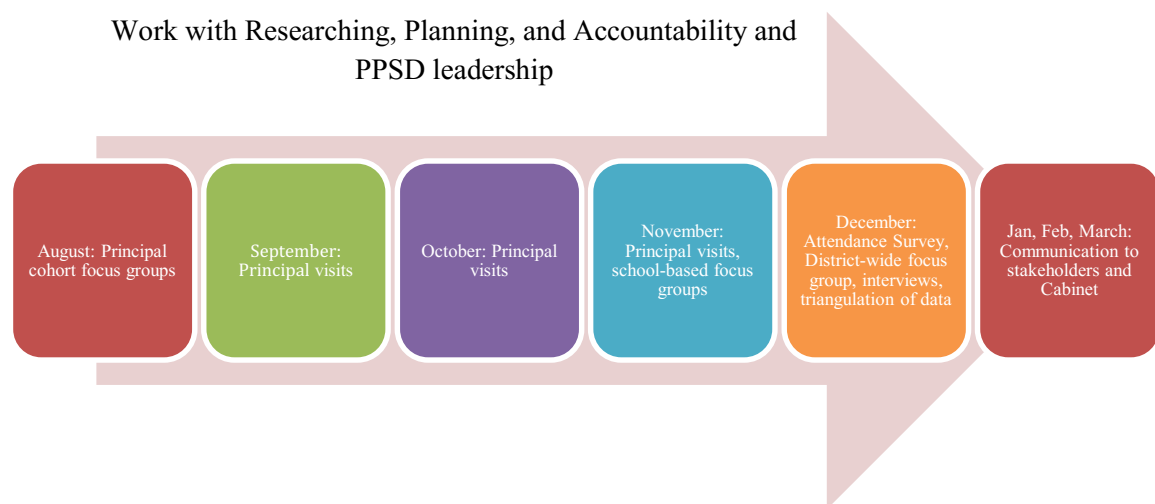 Work with Researching, Planning, and Accountability and
PPSD leadership
August: Principal
cohort focus groups
September:
Principal visits
October: Principal
visits
November:
Principal visits,
school-based focus
groups
December:
Attendance Survey,
District-wide focus
group, interviews,
triangulation of data
Jan, Feb, March:
Communication to
stakeholders and
Cabinet